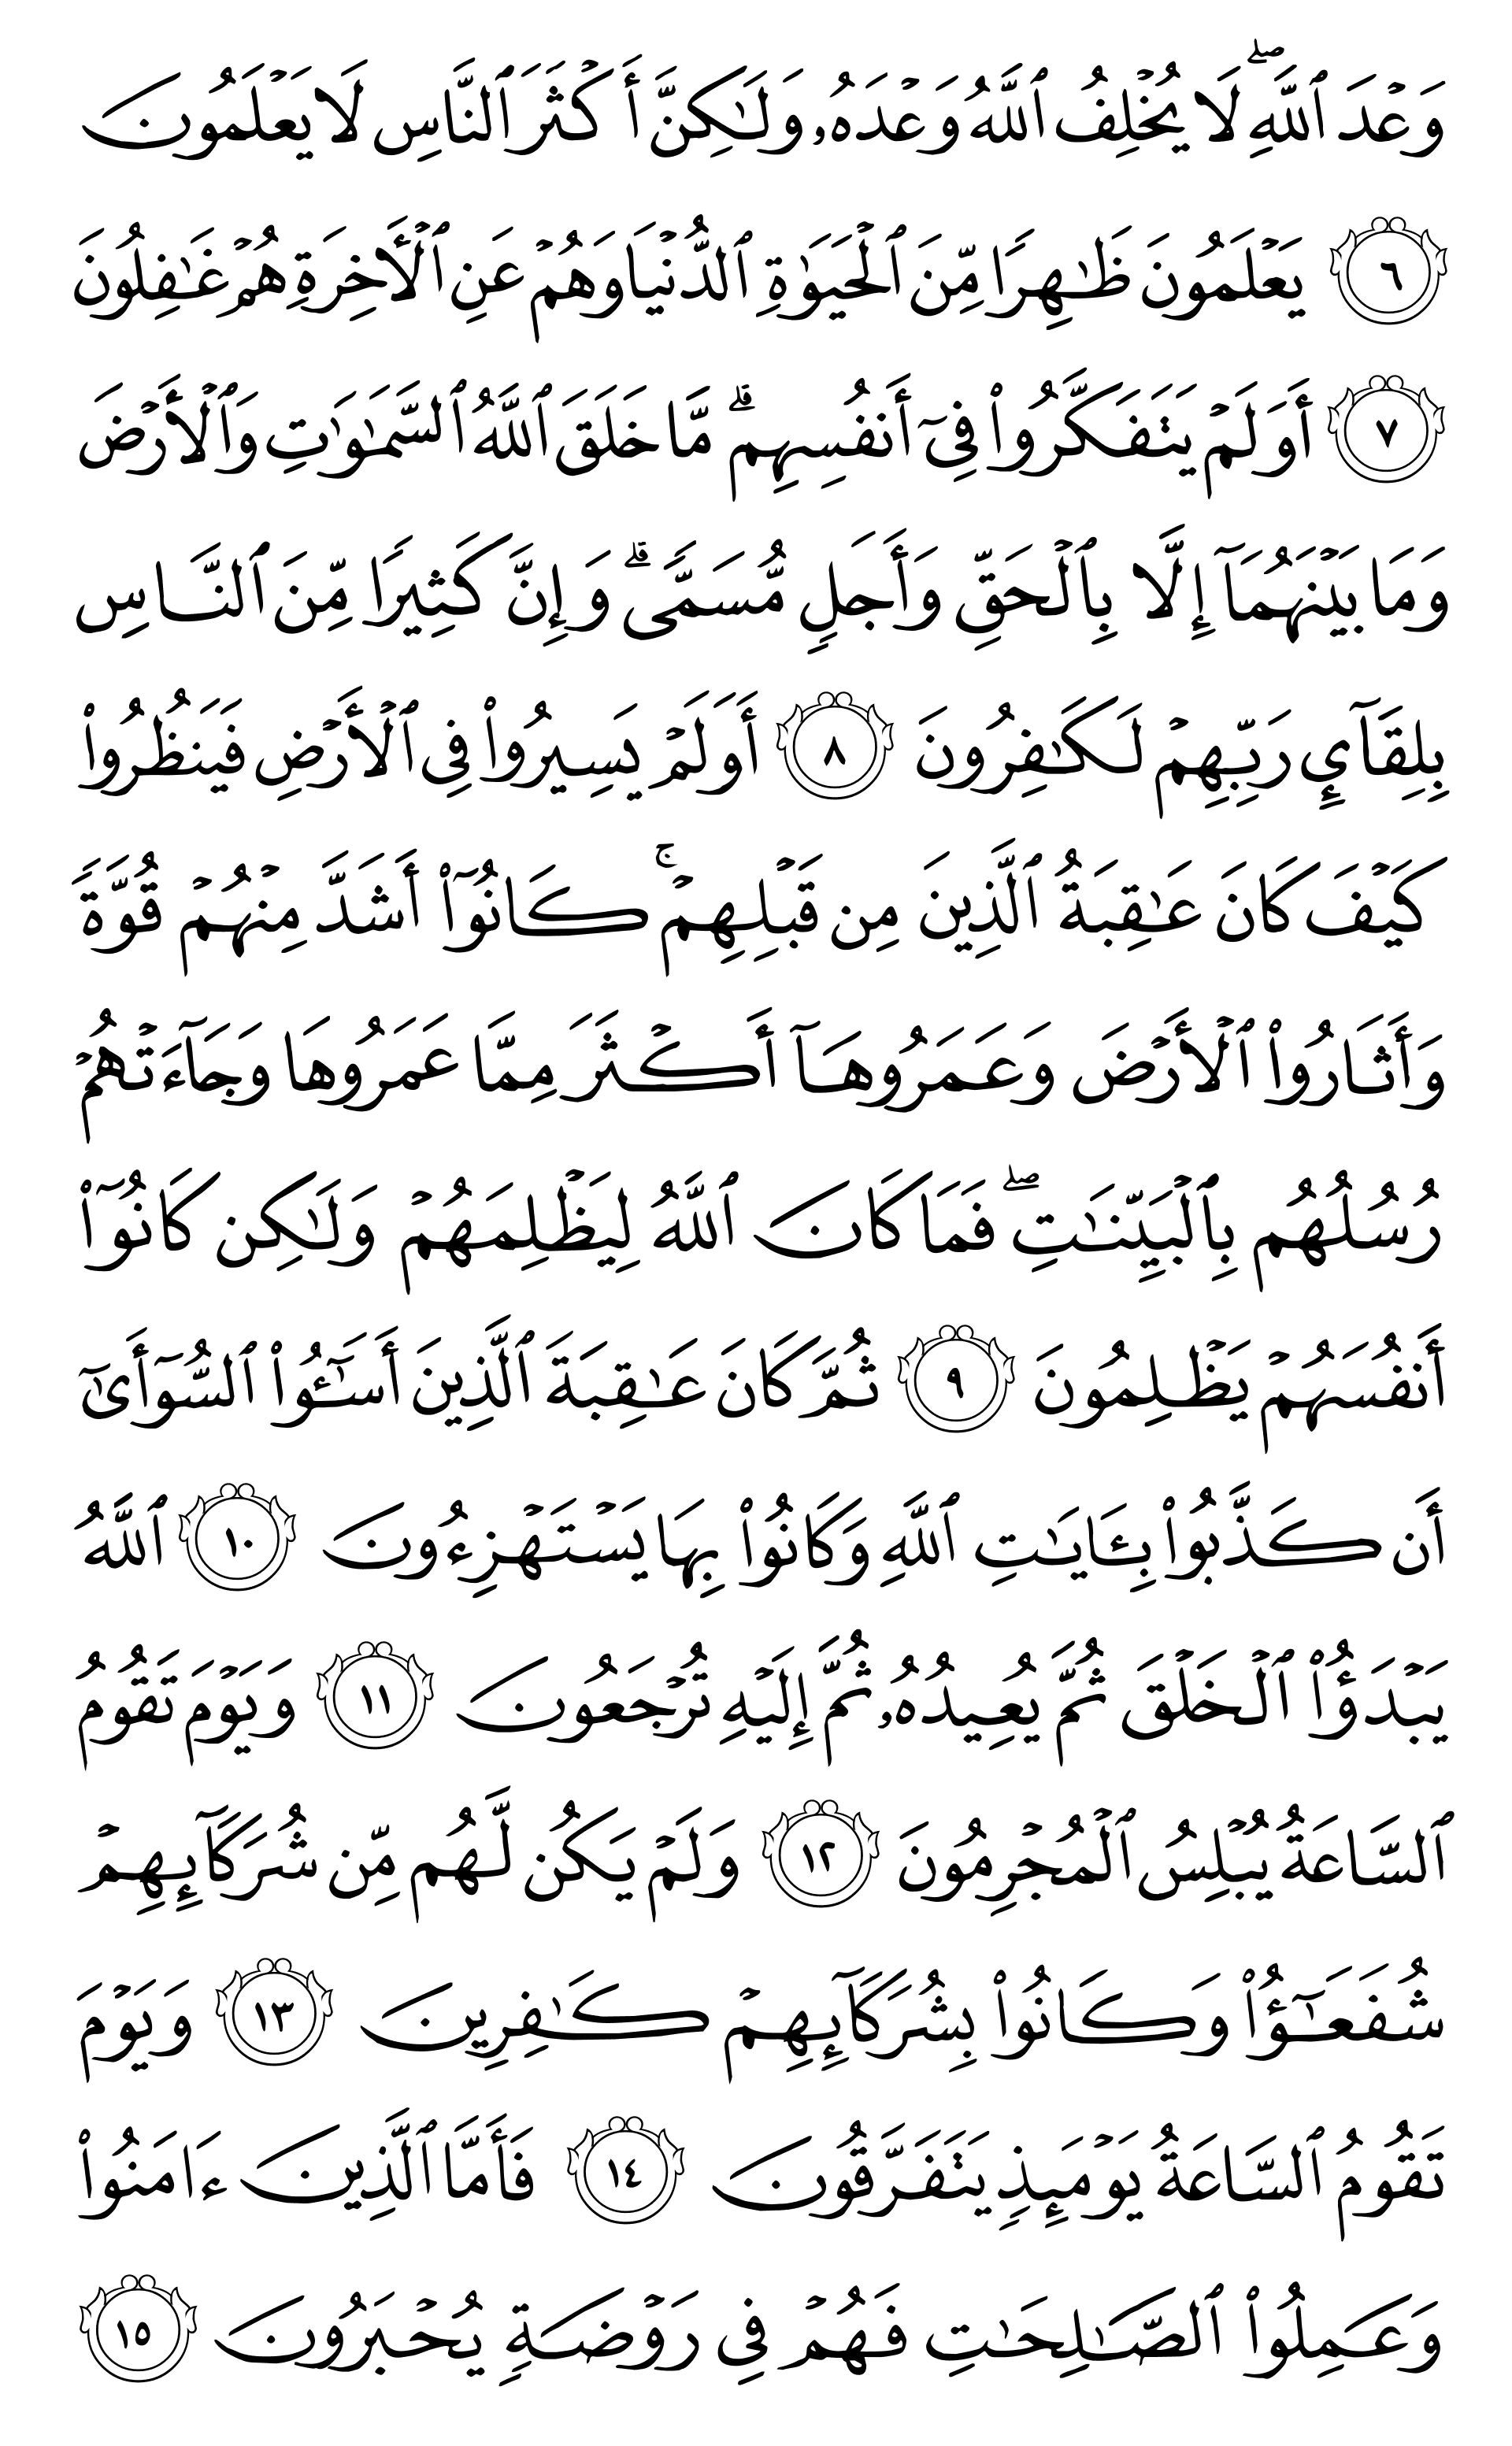 وَعْدَ ٱللَّهِ ۖ لَا يُخْلِفُ ٱللَّهُ وَعْدَهُۥ وَلَـٰكِنَّ أَكْثَرَ ٱلنَّاسِ لَا يَعْلَمُونَ
٦ يَعْلَمُونَ ظَـٰهِرًا مِّنَ ٱلْحَيَوٰةِ ٱلدُّنْيَا وَهُمْ عَنِ ٱلْأَخِرَةِ هُمْ غَـٰفِلُونَ
٧ أَوَلَمْ يَتَفَكَّرُوا۟ فِىٓ أَنفُسِهِم ۗ مَّا خَلَقَ ٱللَّهُ ٱلسَّمَـٰوَٰتِ وَٱلْأَرْضَ
وَمَا بَيْنَهُمَآ إِلَّا بِٱلْحَقِّ وَأَجَلٍ مُّسَمًّى ۗ وَإِنَّ كَثِيرًا مِّنَ ٱلنَّاسِ
بِلِقَآئِ رَبِّهِمْ لَكَـٰفِرُونَ ٨ أَوَلَمْ يَسِيرُوا۟ فِى ٱلْأَرْضِ فَيَنظُرُوا۟
كَيْفَ كَانَ عَـٰقِبَةُ ٱلَّذِينَ مِن قَبْلِهِمْ ۚ كَانُوٓا۟ أَشَدَّ مِنْهُمْ قُوَّةً
وَأَثَارُوا۟ ٱلْأَرْضَ وَعَمَرُوهَآ أَكْثَرَ مِمَّا عَمَرُوهَا وَجَآءَتْهُمْ
رُسُلُهُم بِٱلْبَيِّنَـٰتِ ۖ فَمَا كَانَ ٱللَّهُ لِيَظْلِمَهُمْ وَلَـٰكِن كَانُوٓا۟
أَنفُسَهُمْ يَظْلِمُونَ ٩ ثُمَّ كَانَ عَـٰقِبَةَ ٱلَّذِينَ أَسَـٰٓـُٔوا۟ ٱلسُّوٓأَىٰٓ
أَن كَذَّبُوا۟ بِـَٔايَـٰتِ ٱللَّهِ وَكَانُوا۟ بِهَا يَسْتَهْزِءُونَ ١٠ ٱللَّهُ
يَبْدَؤُا۟ ٱلْخَلْقَ ثُمَّ يُعِيدُهُۥ ثُمَّ إِلَيْهِ تُرْجَعُونَ ١١ وَيَوْمَ تَقُومُ
ٱلسَّاعَةُ يُبْلِسُ ٱلْمُجْرِمُونَ ١٢ وَلَمْ يَكُن لَّهُم مِّن شُرَكَآئِهِمْ
شُفَعَـٰٓؤُا۟ وَكَانُوا۟ بِشُرَكَآئِهِمْ كَـٰفِرِينَ ١٣ وَيَوْمَ
تَقُومُ ٱلسَّاعَةُ يَوْمَئِذٍ يَتَفَرَّقُونَ ١٤ فَأَمَّا ٱلَّذِينَ ءَامَنُوا۟
وَعَمِلُوا۟ ٱلصَّـٰلِحَـٰتِ فَهُمْ فِى رَوْضَةٍ يُحْبَرُونَ ١٥